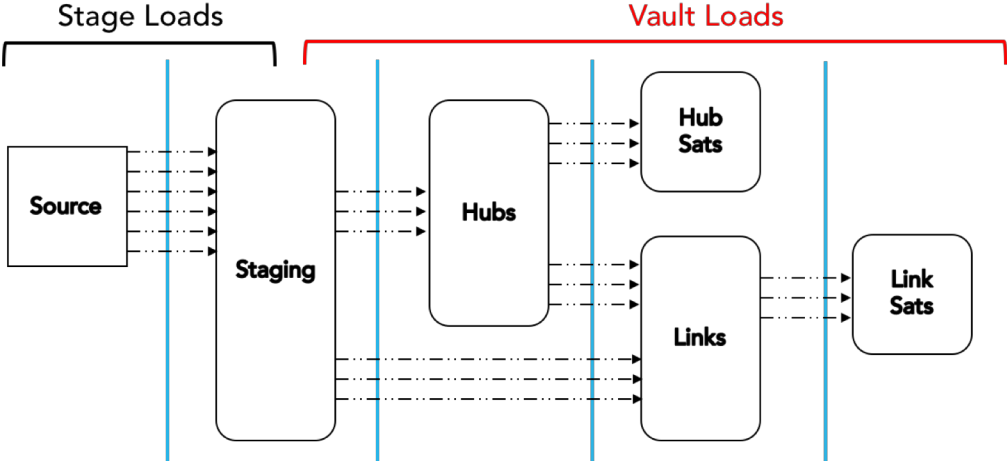 Stage Loads
Vault Loads
Source
Staging
Hubs
Hub
Sats
Links
Link
Sats